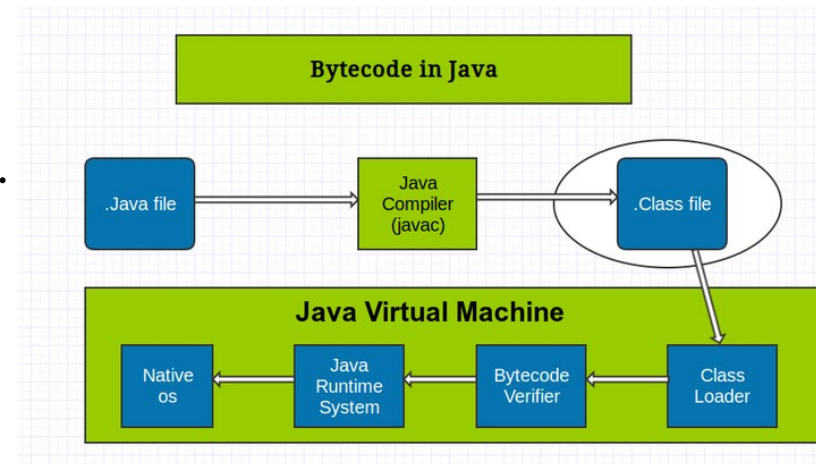 Bytecode in Java
.Java file
Java
Compiler
(javac)
.Class file
Java Virtual Machine
Native
os
Java
Runtime
System
Bytecode
Verifier
Class
Loader